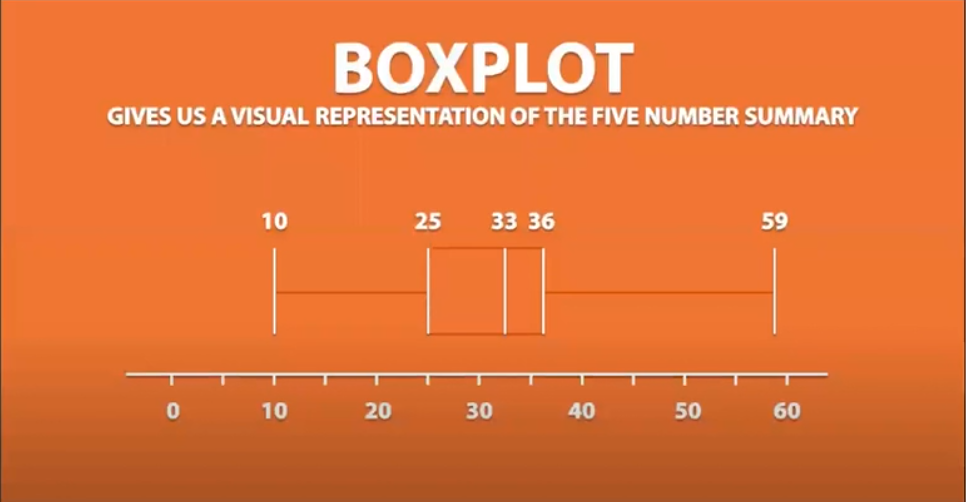 BOXPLOT
GIVES US A VISUAL REPRESENTATION OF THE FIVE NUMBER SUMMARY
10 25 33 36 59
0 10 20 30 40 50 60